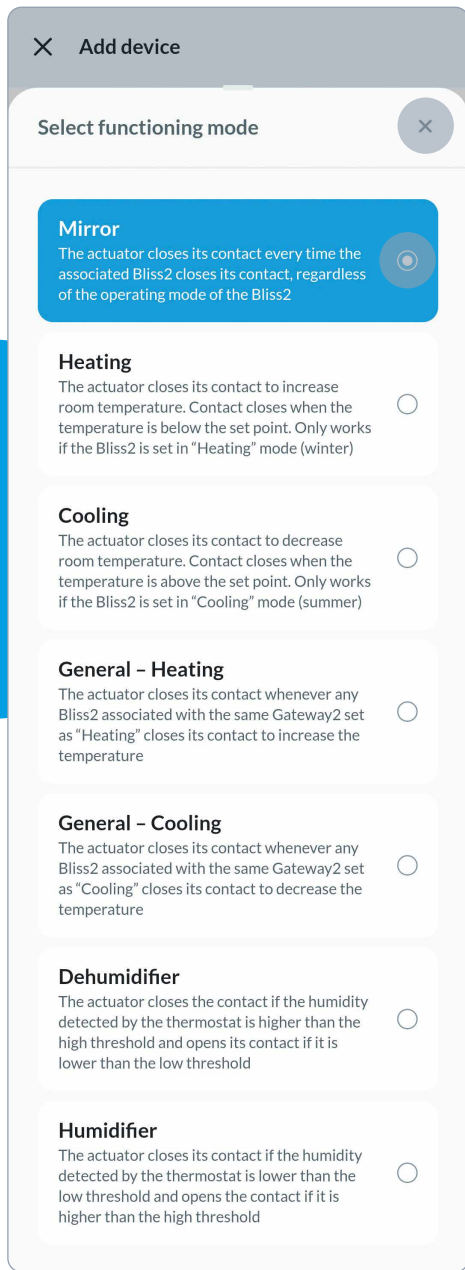 Add device
Select functioning mode
Mirror
The actuator closes its contact every time the
associated Bliss2 closes its contact, regardless
of the operating mode of the Bliss2
Heating
The actuator closes its contact to increase
room temperature. Contact closes when the
temperature is below the set point. Only works
if the Bliss2 is set in “Heating” mode (winter)
Cooling
The actuator closes its contact to decrease
room temperature. Contact closes when the
temperature is above the set point. Only works
if the Bliss2 is set in “Cooling” mode (summer)
General – Heating
The actuator closes its contact whenever any
Bliss2 associated with the same Gateway2 set
as “Heating” closes its contact to increase the
temperature
General – Cooling
The actuator closes its contact whenever any
Bliss2 associated with the same Gateway2 set
as “Cooling” closes its contact to decrease the
temperature
Dehumidifier
The actuator closes the contact if the humidity
detected by the thermostat is higher than the
high threshold and opens its contact if it is
lower than the low threshold
Humidifier
The actuator closes its contact if the humidity
detected by the thermostat is lower than the
low threshold and opens the contact if it is
higher than the high threshold